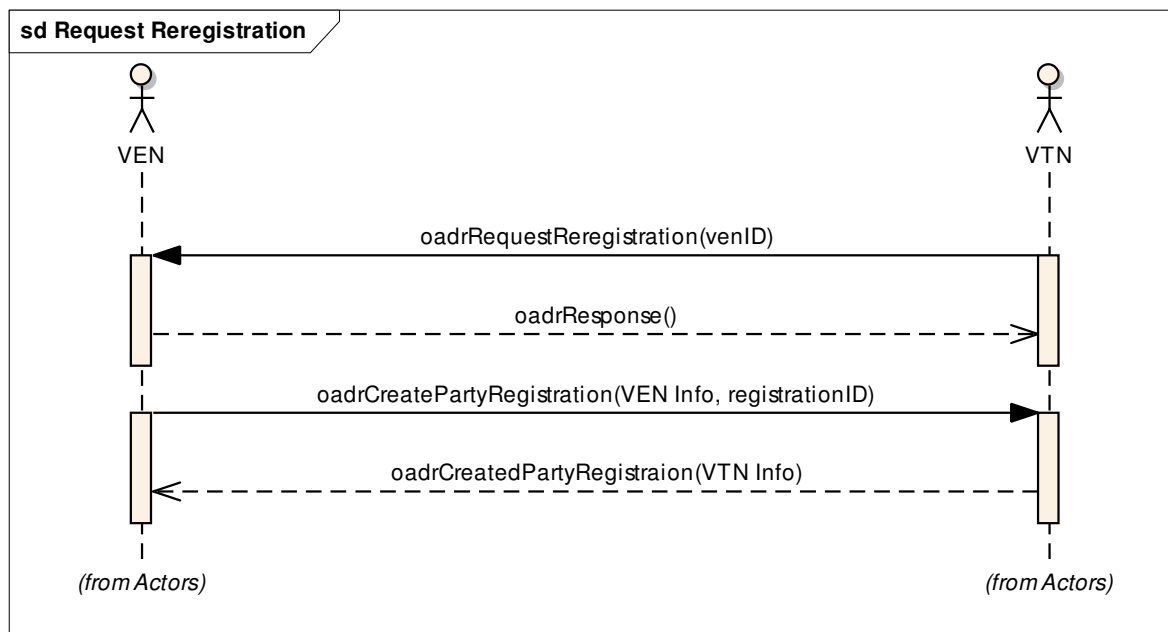 sd Request Reregistration
VEN
VTN
oadrRequestReregistration(venID)
oadrResponse()
oadrCreatePartyRegistration(VEN Info, registrationID)
oadrCreatedPartyRegistraion(VTN Info)
(from Actors)
(from Actors)